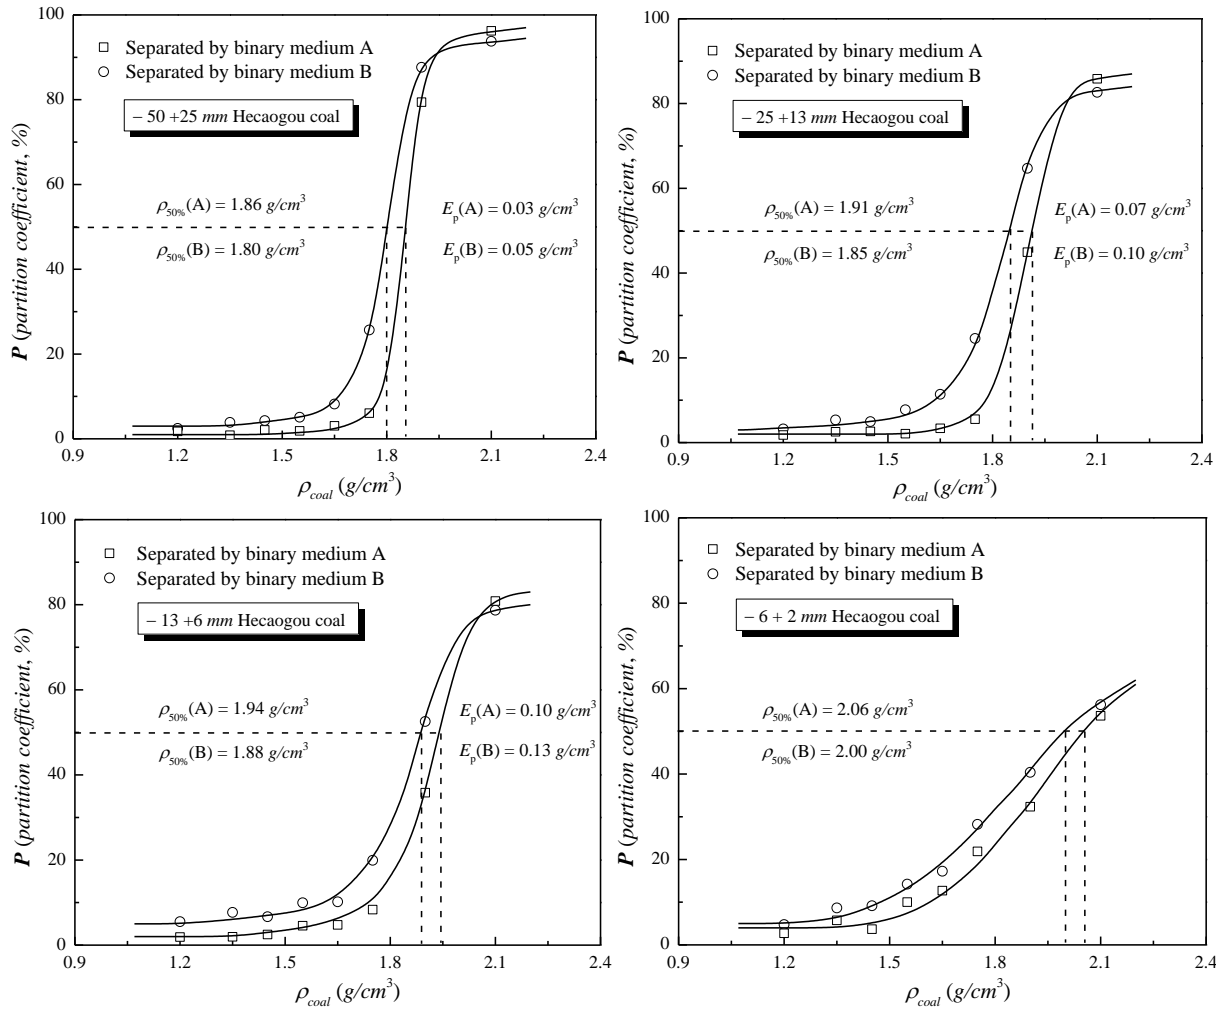 Separated by binary medium A
Separated by binary medium B
– 50 +25 mm Hecaogou coal
ρ50%(A) = 1.86 g/cm3
Ep(A) = 0.03 g/cm3
ρ50%(B) = 1.80 g/cm3
Ep(B) = 0.05 g/cm3
P (partition coefficient, %)
100
80
60
40
20
0
0.9 1.2 1.5 1.8 2.1 2.4
ρcoal (g/cm3)
Separated by binary medium A
Separated by binary medium B
– 25 +13 mm Hecaogou coal
ρ50%(A) = 1.91 g/cm3
Ep(A) = 0.07 g/cm3
ρ50%(B) = 1.85 g/cm3
Ep(B) = 0.10 g/cm3
P (partition coefficient, %)
100
80
60
40
20
0
0.9 1.2 1.5 1.8 2.1 2.4
ρcoal (g/cm3)
Separated by binary medium A
Separated by binary medium B
– 13 +6 mm Hecaogou coal
ρ50%(A) = 1.94 g/cm3
Ep(A) = 0.10 g/cm3
ρ50%(B) = 1.88 g/cm3
Ep(B) = 0.13 g/cm3
P (partition coefficient, %)
100
80
60
40
20
0
0.9 1.2 1.5 1.8 2.1 2.4
ρcoal (g/cm3)
Separated by binary medium A
Separated by binary medium B
– 6 + 2 mm Hecaogou coal
ρ50%(A) = 2.06 g/cm3
ρ50%(B) = 2.00 g/cm3
P (partition coefficient, %)
100
80
60
40
20
0
0.9 1.2 1.5 1.8 2.1 2.4
ρcoal (g/cm3)